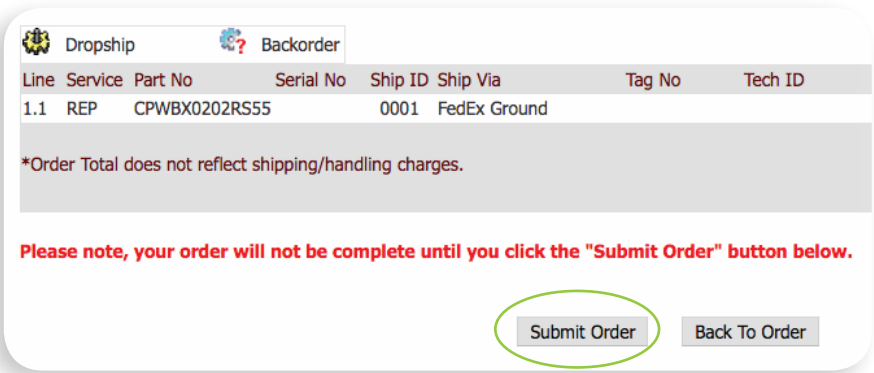 Dropship Backorder
Line Service Part No Serial No Ship ID Ship Via Tag No Tech ID
1.1 REP CPWBX0202RS55 0001 FedEx Ground
*Order Total does not reflect shipping/handling charges.
Please note, your order will not be complete until you click the "Submit Order" button below.
Submit Order Back To Order